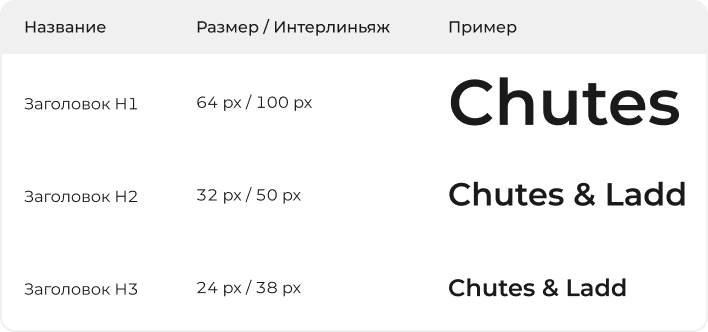 Название Размер / Интерлиньяж Пример
Заголовок H1 64 px / 100 px Chutes
Заголовок H2 32 px / 50 px Chutes & Ladd
Заголовок H3 24 px / 38 px Chutes & Ladd